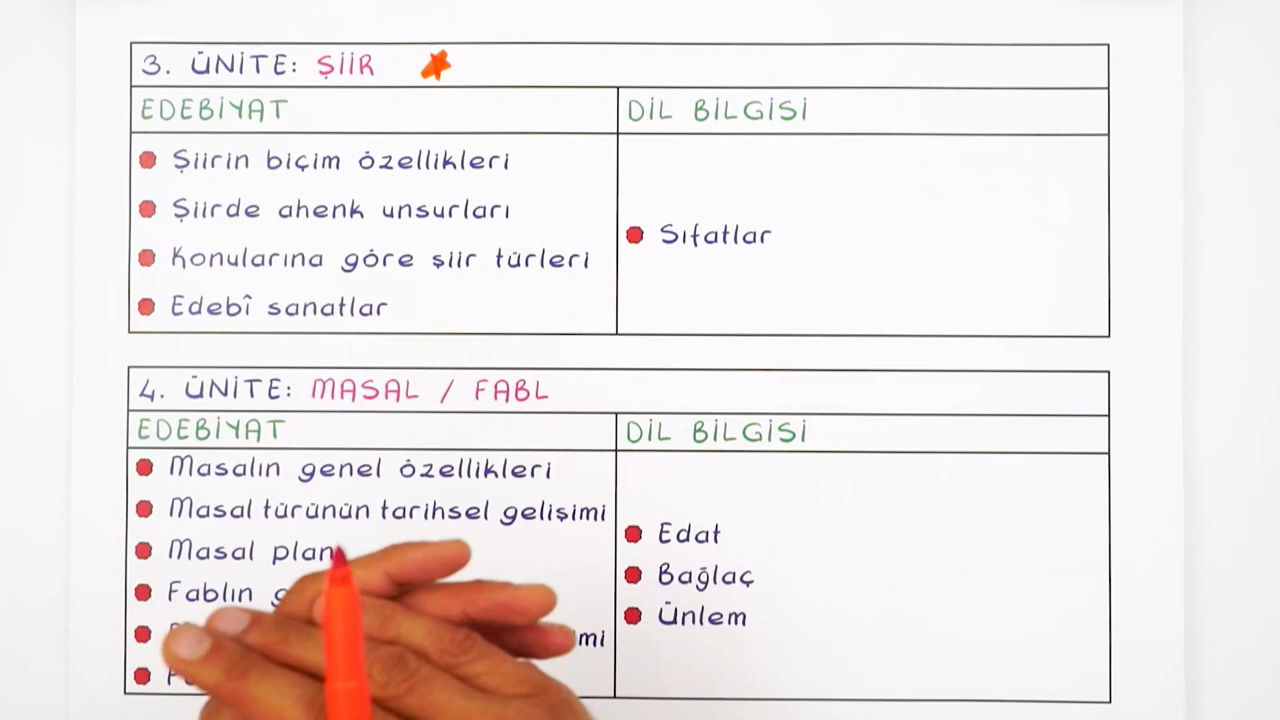 3. ÜNİTE: ŞİİR
EDEBİYAT
DİL BİLGİSİ
Şiirin biçim özellikleri
Şiirde ahenk unsurları
Konularına göre şiir türleri
Edebî sanatlar
Sıfatlar
4. ÜNİTE: MASAL / FABL
EDEBİYAT
DİL BİLGİSİ
Masalın genel özellikleri
Masal türünün tarihsel gelişimi
Masal
Fablın
Edat
Bağlaç
Ünlem